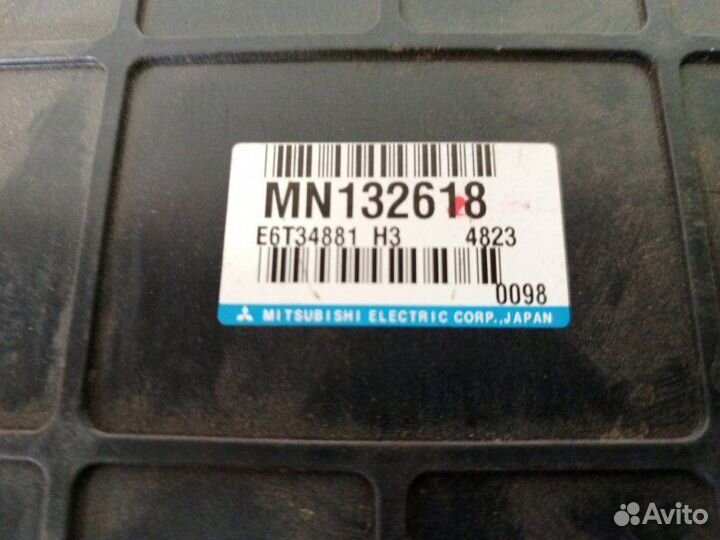 MN132618
E6T34881 H3 4823
0098
MITSUBISHI ELECTRIC CORP.,JAPAN
Avito